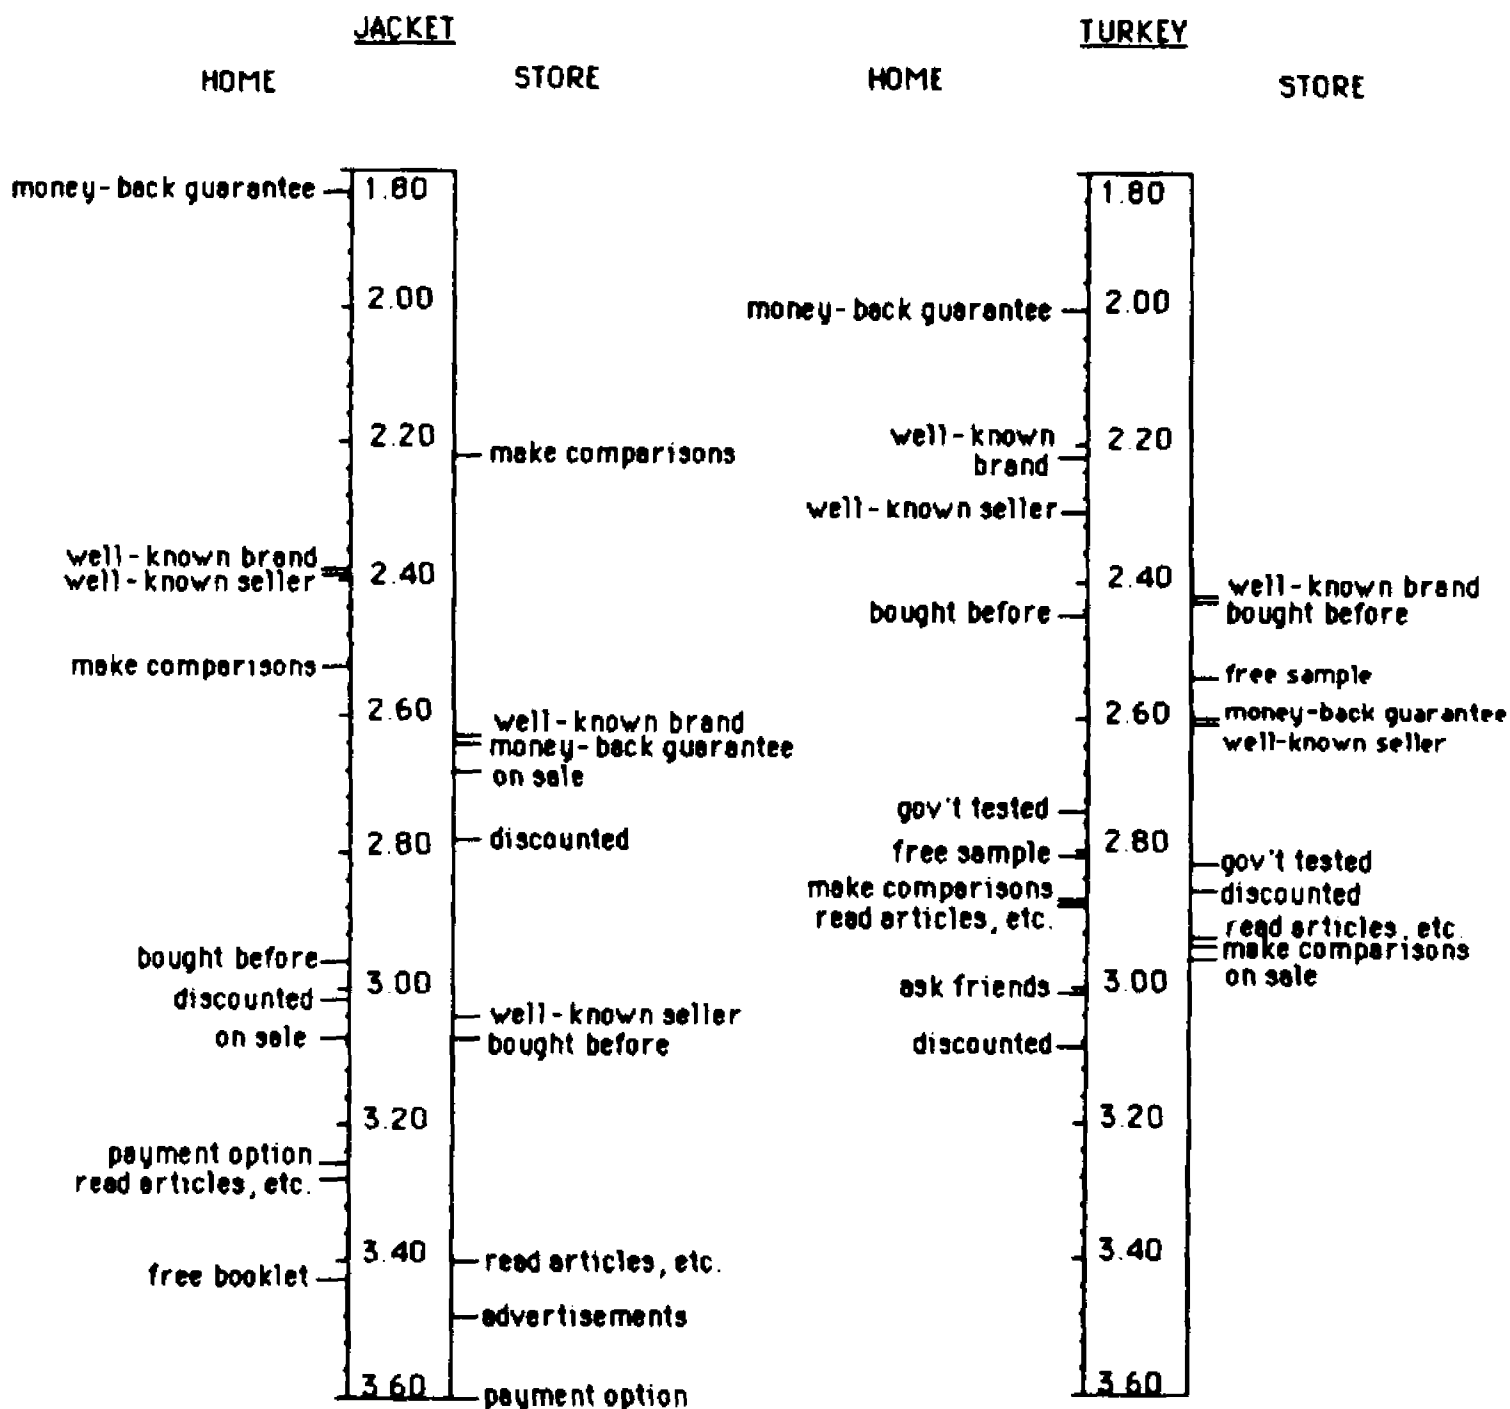 JACKET
HOME
STORE
money-back guarantee
1.80
2.00
2.20
make comparisons
well-known brand
well-known seller
2.40
make comparisons
2.60
well-known brand
money-back guarantee
on sale
2.80
discounted
bought before
3.00
discounted
well-known seller
on sale
bought before
3.20
payment option
read articles, etc.
3.40
read articles, etc.
free booklet
advertisements
3.60
payment option
TURKEY
HOME
STORE
1.80
money-back guarantee
2.00
well-known
brand
2.20
well-known seller
2.40
well-known brand
bought before
bought before
free sample
2.60
money-back guarantee
well-known seller
gov't tested
free sample
2.80
gov't tested
make comparisons
discounted
read articles, etc.
read articles, etc.
make comparisons
on sale
ask friends
3.00
discounted
3.20
3.40
3.60